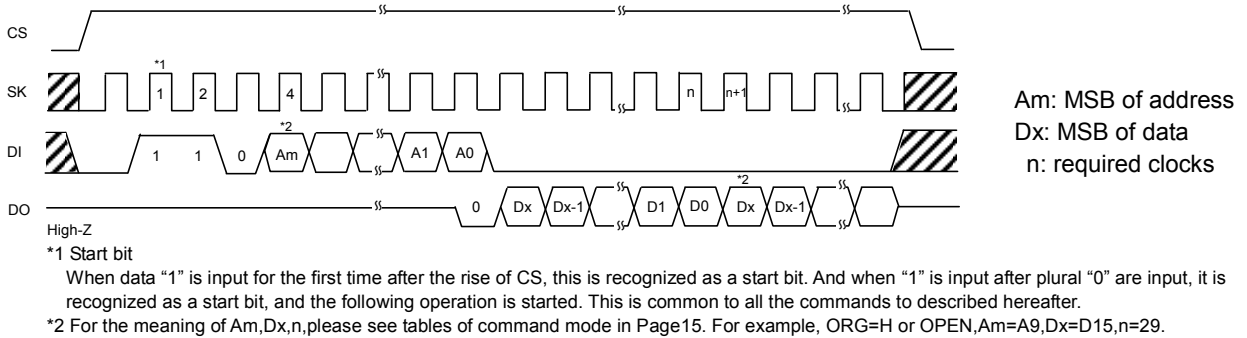 CS
SK
*1
1 2 4 n n+1
DI
*2
1 1 0 Am A1 A0
DO
*2
0 Dx Dx-1 D1 D0 Dx Dx-1
High-Z
Am: MSB of address
Dx: MSB of data
n: required clocks
*1 Start bit
When data “1” is input for the first time after the rise of CS, this is recognized as a start bit. And when “1” is input after plural “0” are input, it is
recognized as a start bit, and the following operation is started. This is common to all the commands to described hereafter.
*2 For the meaning of Am,Dx,n,please see tables of command mode in Page15. For example, ORG=H or OPEN,Am=A9,Dx=D15,n=29.